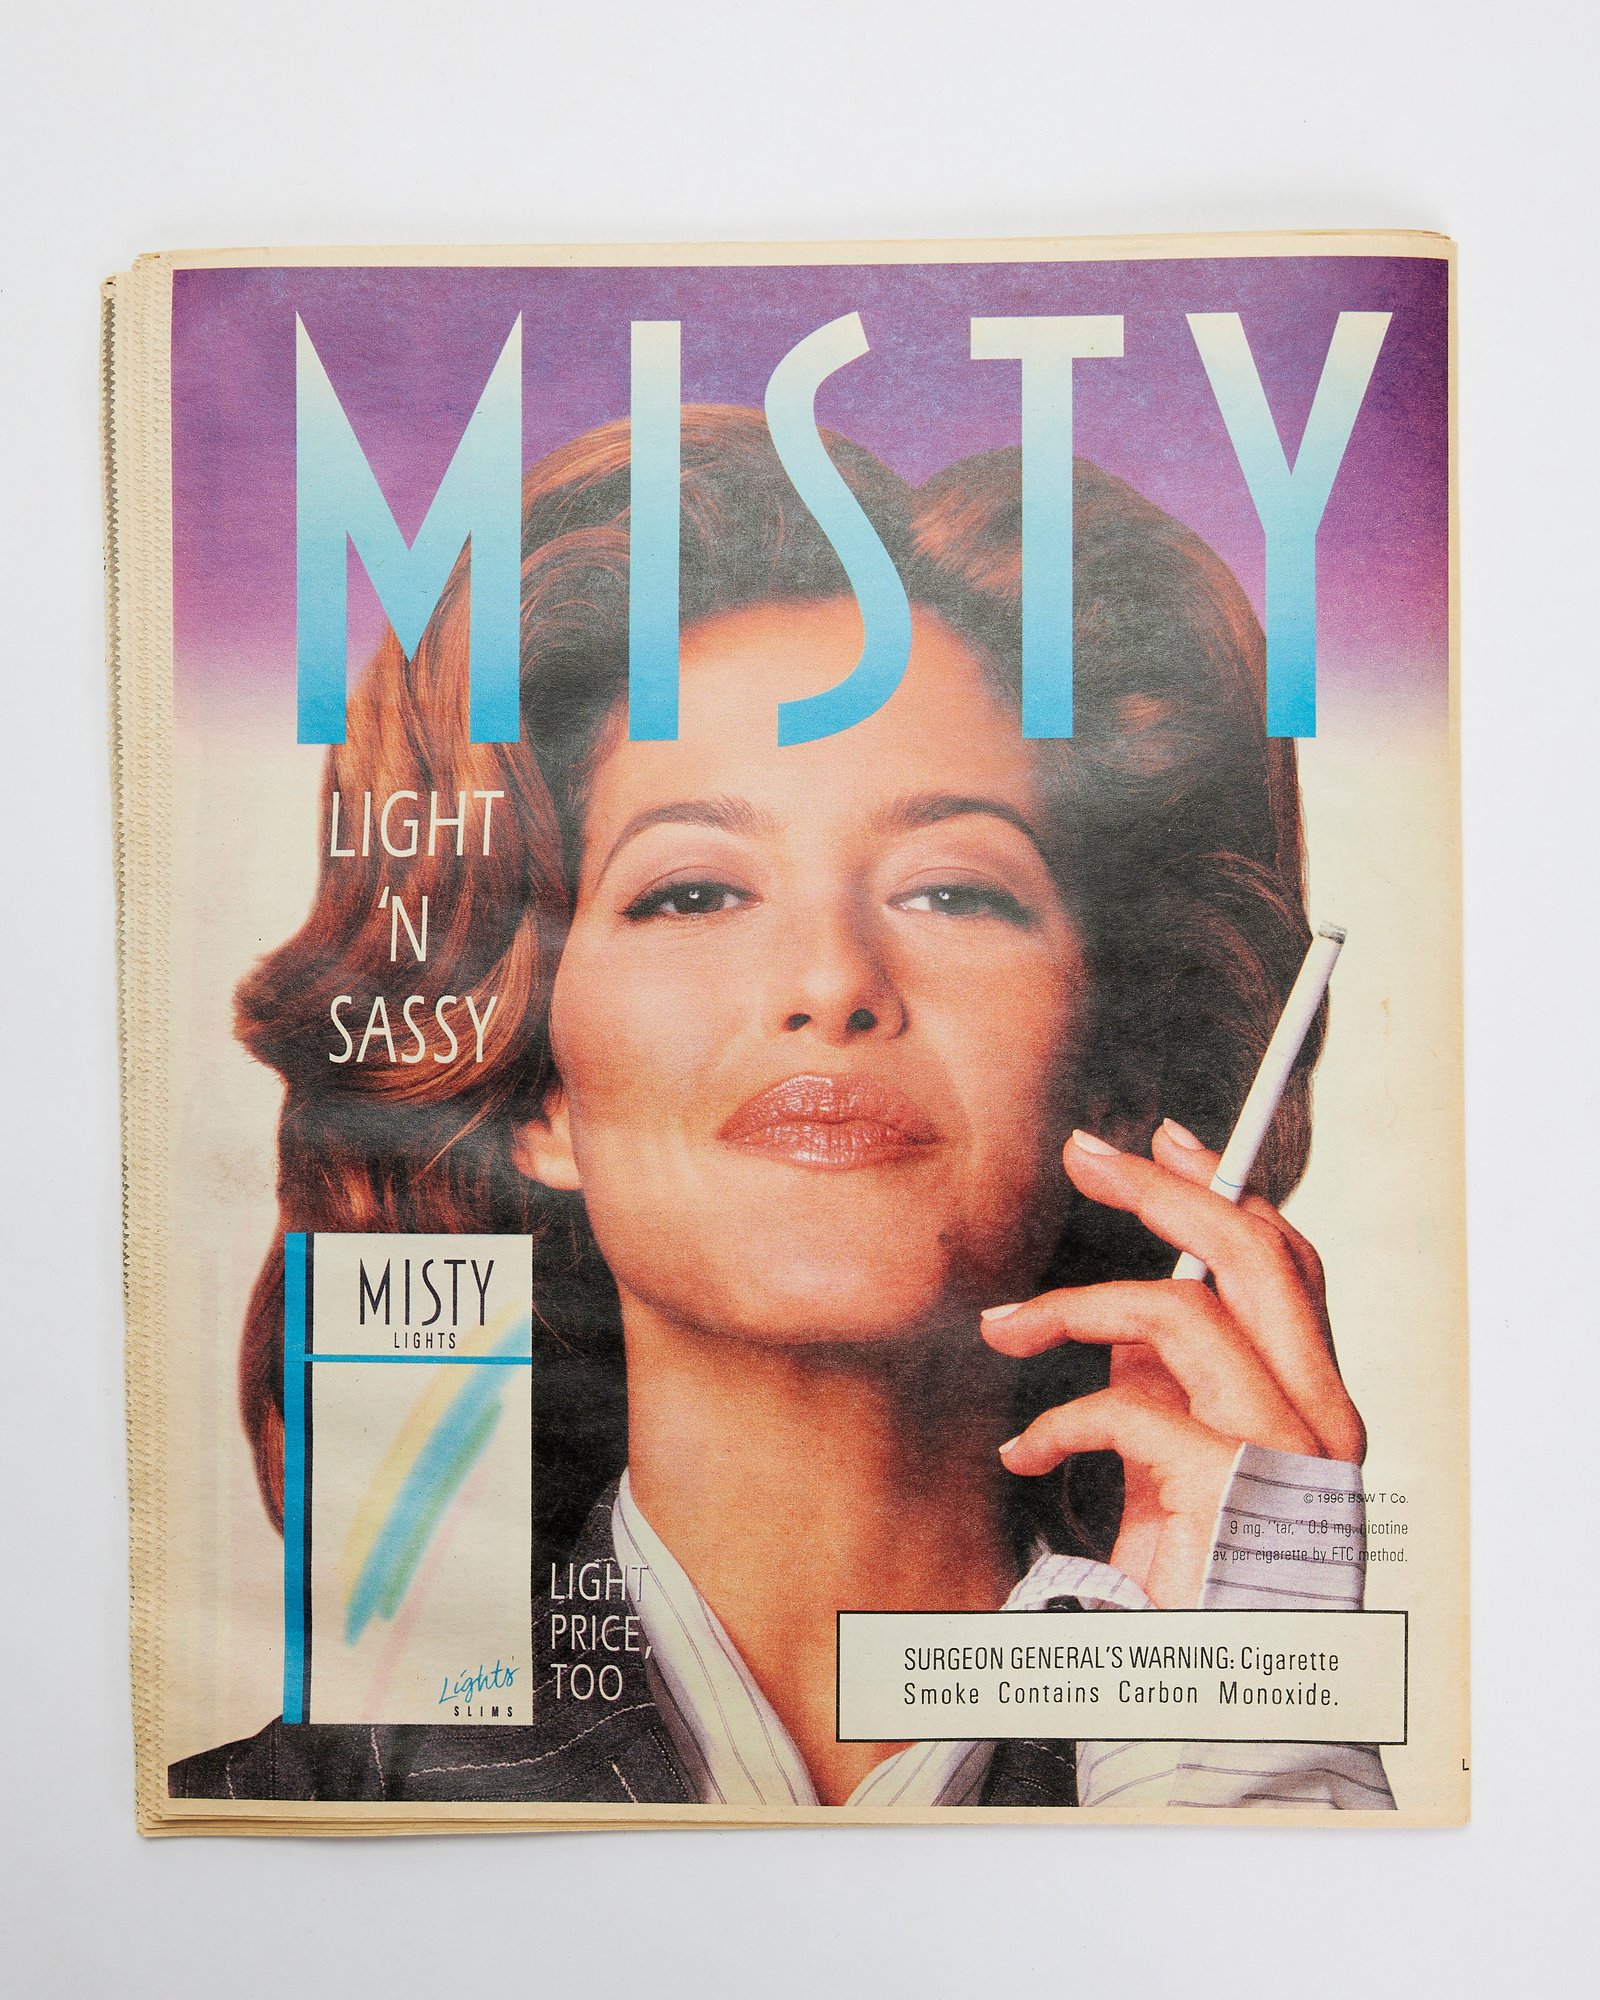 MISTY
LIGHT
'N
SASSY
MISTY
LIGHTS
Lights
SLIMS
LIGHT
PRICE,
TOO
© 1996 B&W T Co.
9 mg. "tar," 0.8 mg. nicotine
av. per cigarette by FTC method.
SURGEON GENERAL'S WARNING: Cigarette
Smoke Contains Carbon Monoxide.
L